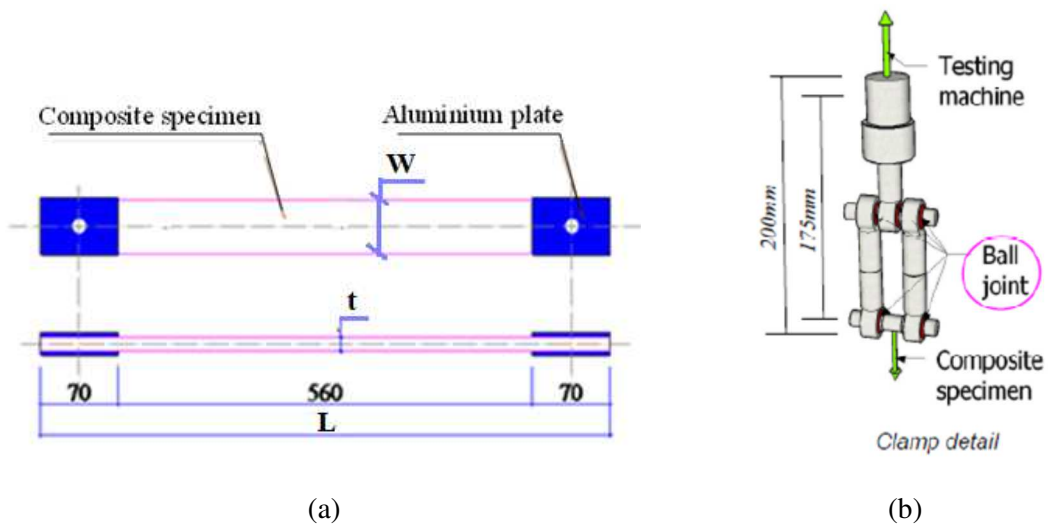 Composite specimen
Aluminium plate
W
t
70
560
70
L
(a)
Testing
machine
200mm
175mm
Ball
joint
Composite
specimen
Clamp detail
(b)